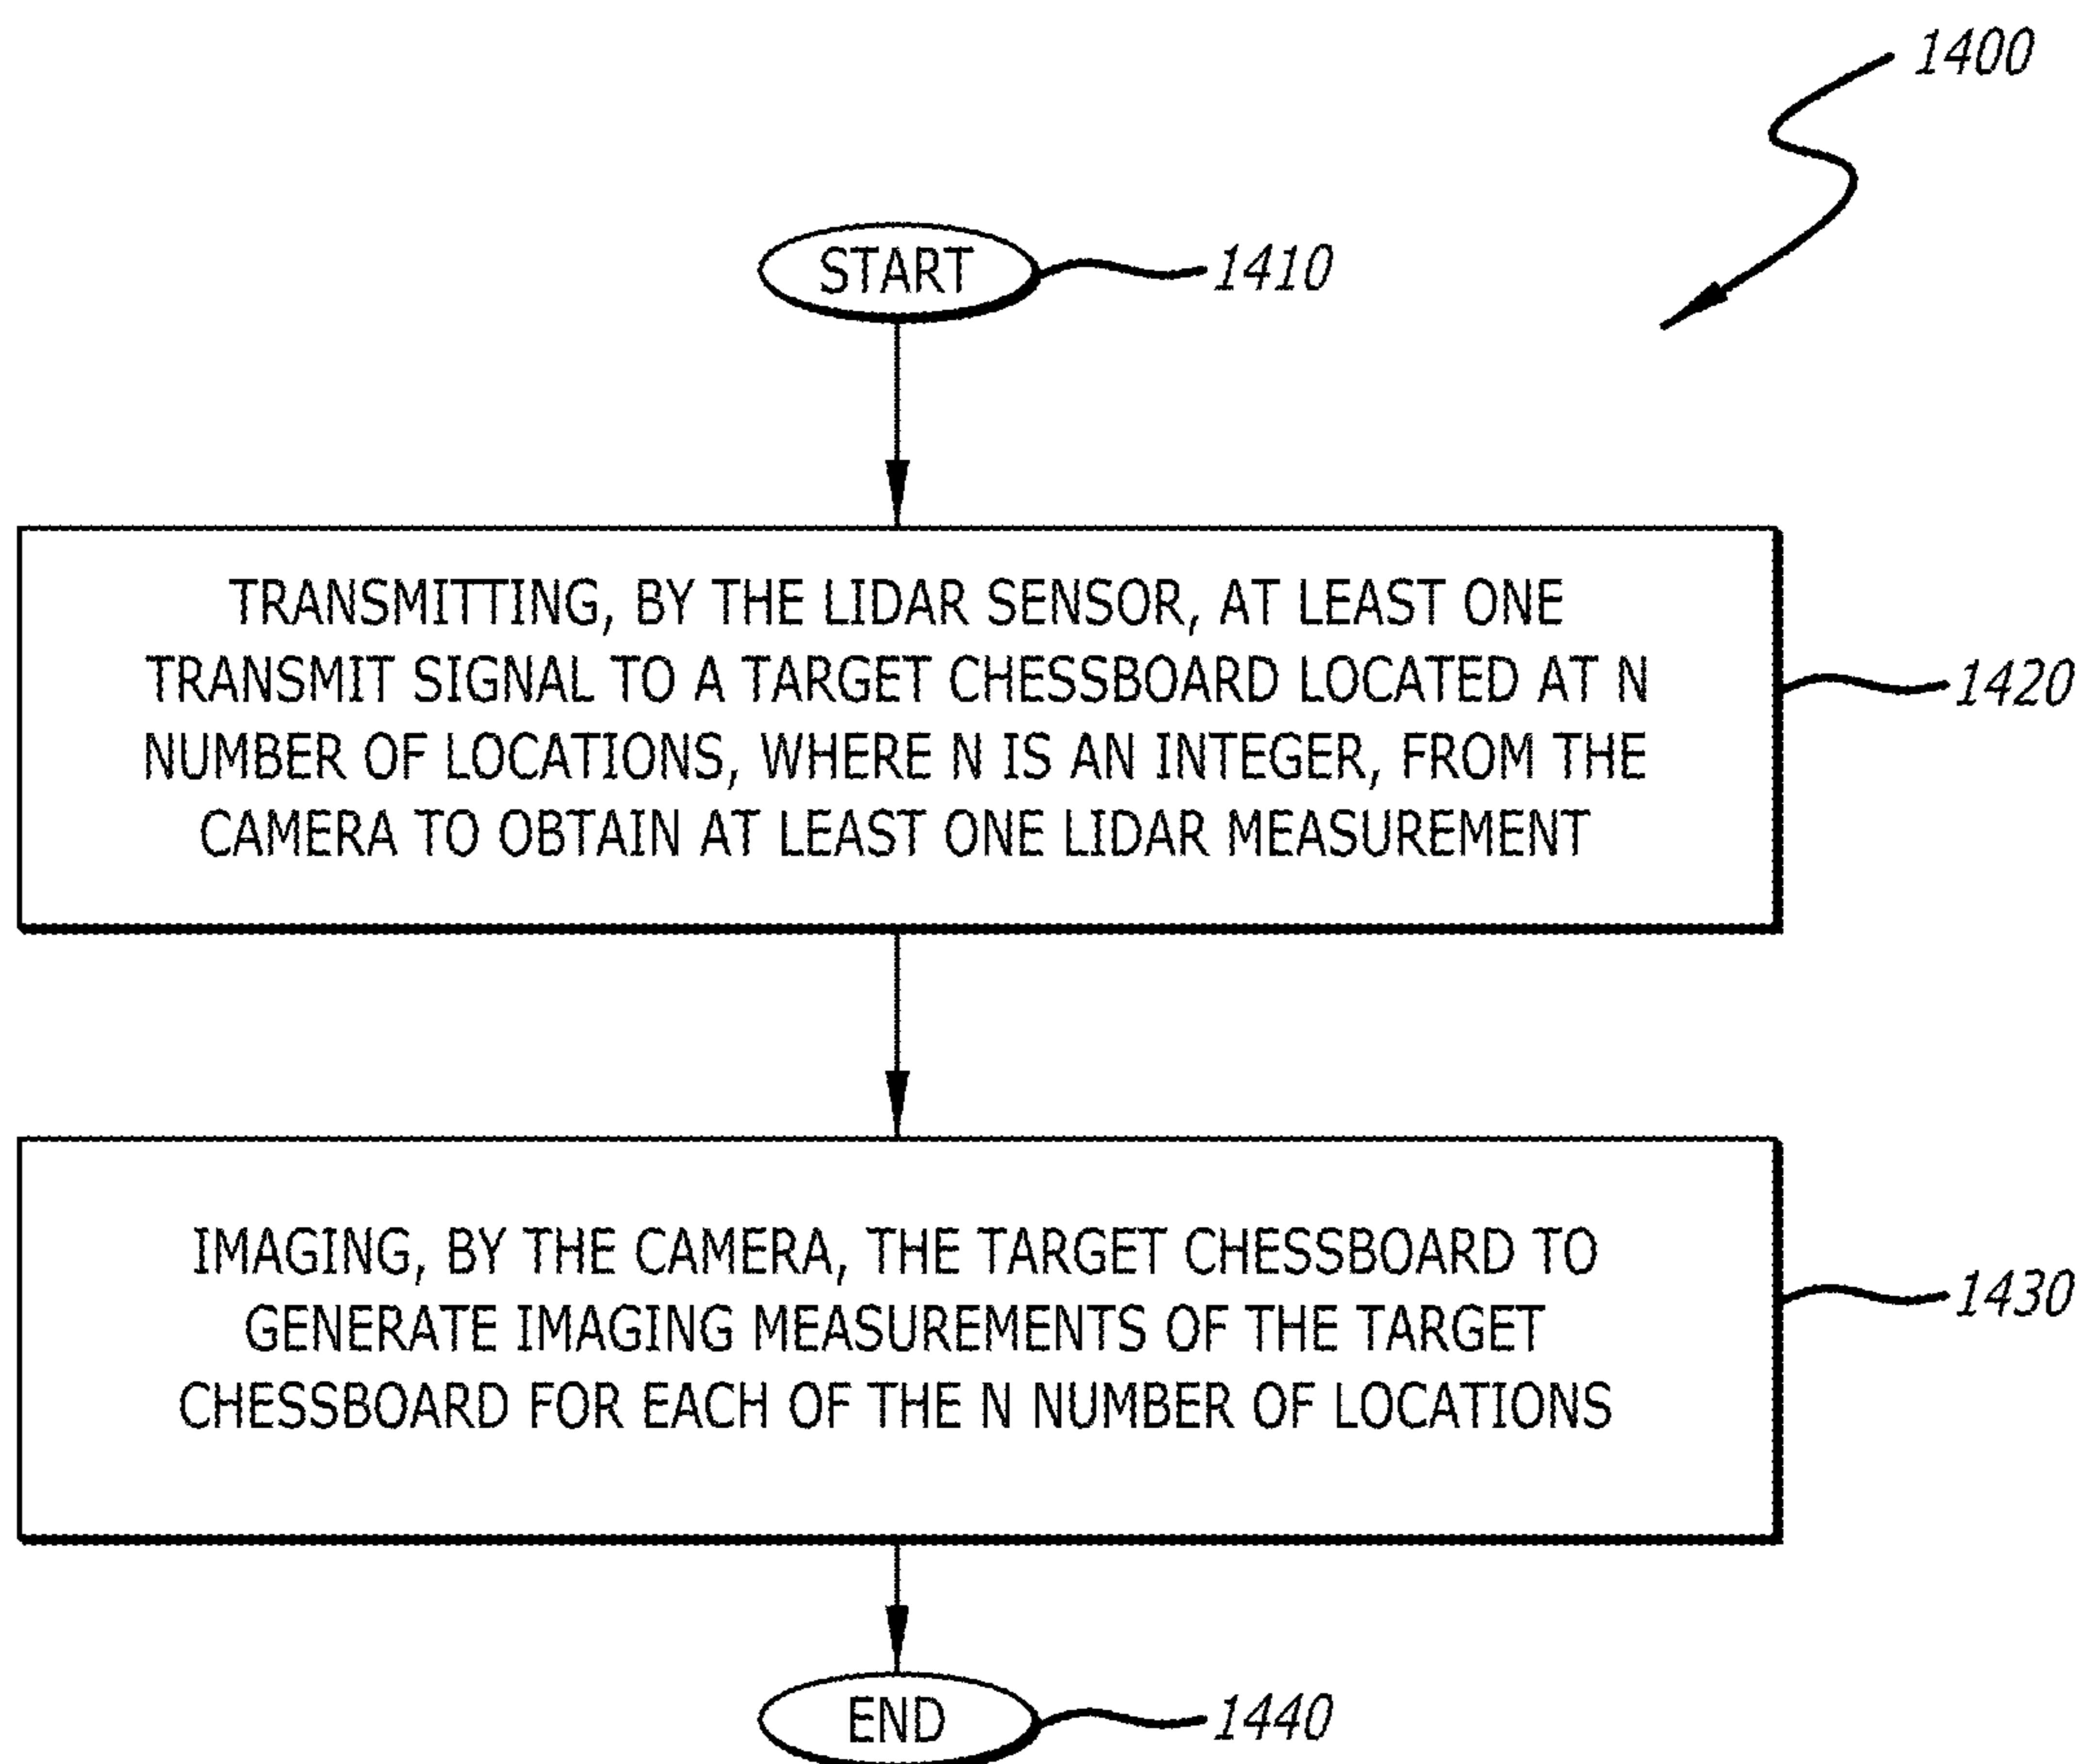 1400
START
1410
TRANSMITTING, BY THE LIDAR SENSOR, AT LEAST ONE
TRANSMIT SIGNAL TO A TARGET CHESSBOARD LOCATED AT N
NUMBER OF LOCATIONS, WHERE N IS AN INTEGER, FROM THE
CAMERA TO OBTAIN AT LEAST ONE LIDAR MEASUREMENT
1420
IMAGING, BY THE CAMERA, THE TARGET CHESSBOARD TO
GENERATE IMAGING MEASUREMENTS OF THE TARGET
CHESSBOARD FOR EACH OF THE N NUMBER OF LOCATIONS
1430
END
1440